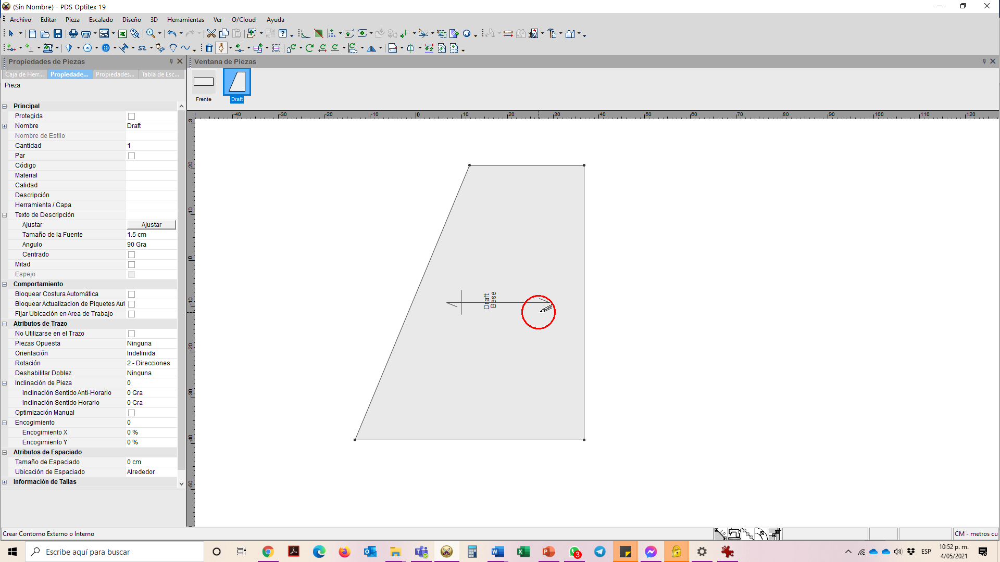 (Sin Nombre) - PDS Optitex 19
Archivo Editar Pieza Escalado Diseño 3D Herramientas Ver O/Cloud Ayuda
Propiedades de Piezas
Ventana de Piezas
Caja de Herr... Propiedade... Propiedades... Tabla de Esc...
Pieza
Frente Draft
Principal
Protegida
Nombre Draft
Nombre de Estilo
Cantidad 1
Par
Código
Material
Calidad
Descripción
Herramienta / Capa
Texto de Descripción
Ajustar Ajustar
Tamaño de la Fuente 1.5 cm
Angulo 90 Gra
Centrado
Mitad
Espejo
Comportamiento
Bloquear Costura Automática
Bloquear Actualizacion de Piquetes Aut
Fijar Ubicación en Area de Trabajo
Atributos de Trazo
No Utilizarse en el Trazo
Piezas Opuesta Ninguna
Orientación Indefinida
Rotación 2 - Direcciones
Deshabilitar Doblez Ninguna
Inclinación de Pieza 0
Inclinación Sentido Anti-Horario 0 Gra
Inclinación Sentido Horario 0 Gra
Optimización Manual
Encogimiento 0
Encogimiento X 0 %
Encogimiento Y 0 %
Atributos de Espaciado
Tamaño de Espaciado 0 cm
Ubicación de Espaciado Alrededor
Información de Tallas
-40 -30 -20 -10 0 10 20 30 40 50 60 70 80 90 100 110 120
3
20
10
0
-10
-20
-30
-40
-50
Draft
Base
Crear Contorno Externo o Interno
CM - metros cu
Escribe aquí para buscar
3
ESP
10:52 p. m.
4/05/2021